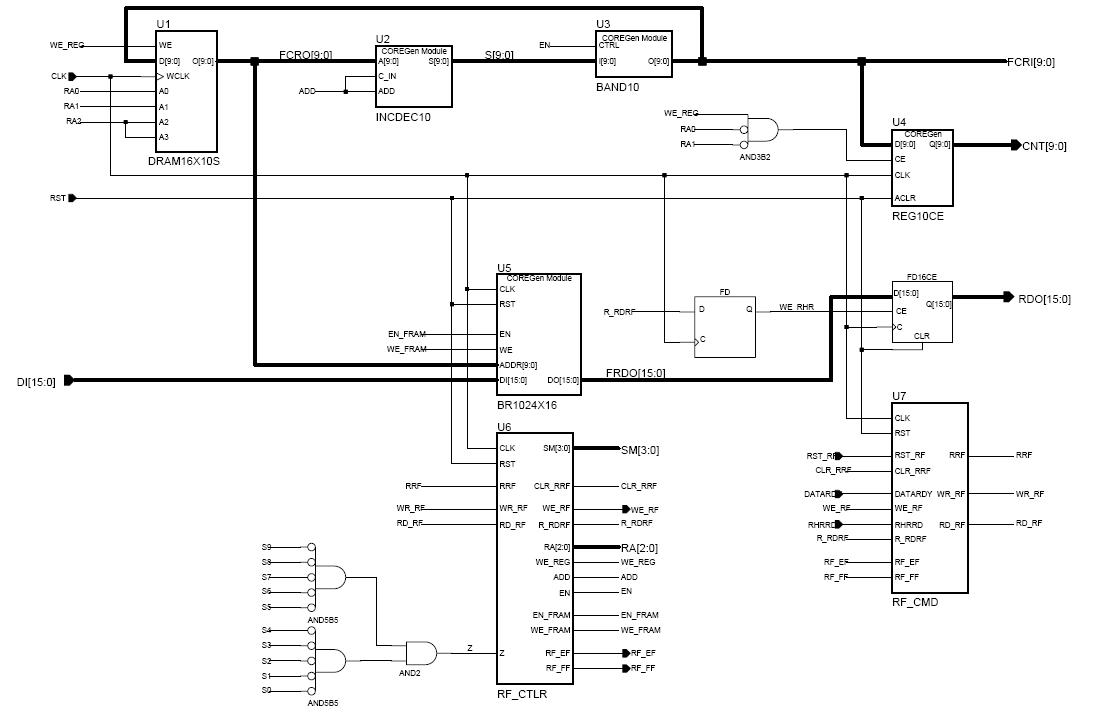 U1
WE_REG
WE
D[9:0]
O[9:0]
CLK
WCLK
RA0
A0
RA1
A1
RA2
A2
A3
DRAM16X10S
FCRO[9:0]
U2
COREGen Module
A[9:0]
S[9:0]
C_IN
ADD
ADD
INCDEC10
S[9:0]
U3
COREGen Module
EN
CTRL
I[9:0]
O[9:0]
BAND10
FCRI[9:0]
WE_REG
RA0
RA1
AND3B2
U4
COREGen
D[9:0]
Q[9:0]
CE
CLK
ACLR
REG10CE
CNT[9:0]
RST
U5
COREGen Module
CLK
RST
EN_FRAM
EN
WE_FRAM
WE
ADDR[9:0]
DI[15:0]
DI[15:0]
DO[15:0]
BR1024X16
FRDO[15:0]
R_RDRF
FD
D
Q
C
WE_RHR
FD16CE
D[15:0]
Q[15:0]
CE
C
CLR
RDO[15:0]
U6
CLK
RST
RRF
RRF
WR_RF
WR_RF
RD_RF
RD_RF
Z
SM[3:0]
SM[3:0]
CLR_RRF
CLR_RRF
WE_RF
WE_RF
R_RDRF
R_RDRF
RA[2:0]
RA[2:0]
WE_REG
WE_REG
ADD
ADD
EN
EN
EN_FRAM
EN_FRAM
WE_FRAM
WE_FRAM
RF_EF
RF_EF
RF_FF
RF_FF
RF_CTLR
S9
S8
S7
S6
S5
AND5B5
S4
S3
S2
S1
S0
AND5B5
AND2
Z
U7
CLK
RST
RST_RF
RST_RF
RRF
RRF
CLR_RRF
CLR_RRF
DATARD
DATARDY
WR_RF
WR_RF
WE_RF
WE_RF
RHRRD
RHRRD
RD_RF
RD_RF
R_RDRF
R_RDRF
RF_EF
RF_EF
RF_FF
RF_FF
RF_CMD